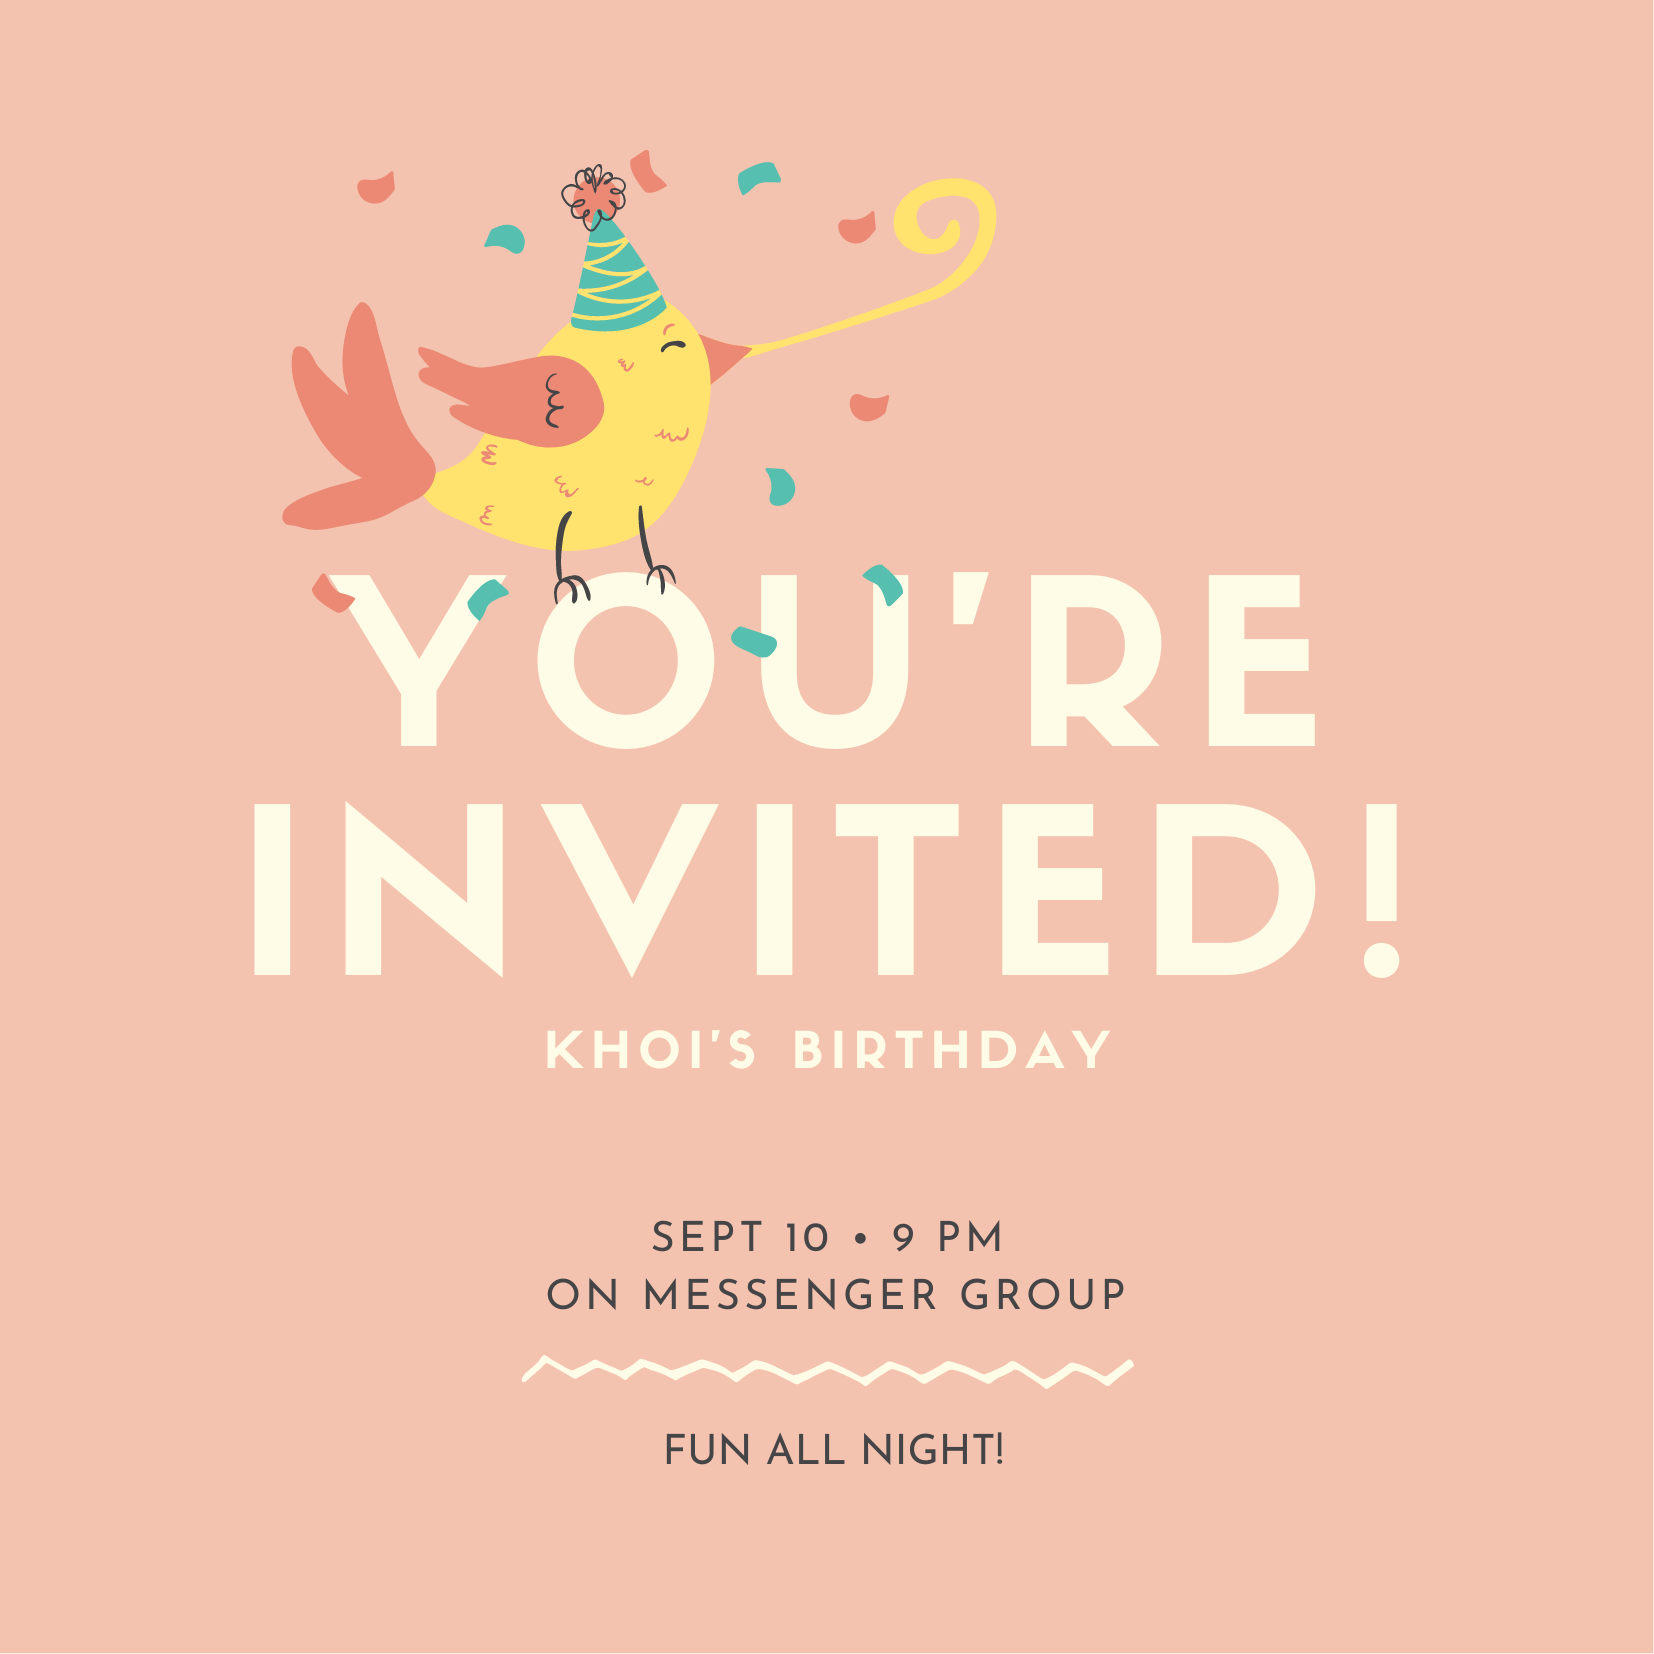 YOU'RE
INVITED!
KHOI'S BIRTHDAY
SEPT 10 • 9 PM
ON MESSENGER GROUP
FUN ALL NIGHT!